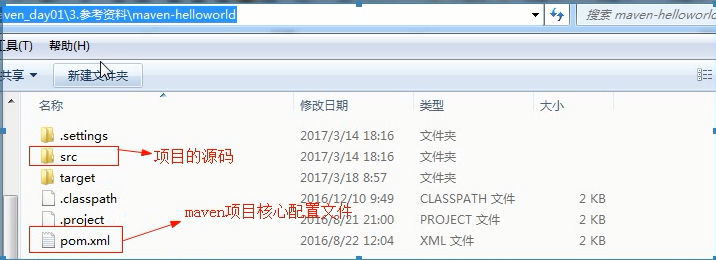 ven_day01\3.参考资料\maven-helloworld
搜索 maven-hellowo
工具(T) 帮助(H)
共享 新建文件夹
名称 修改日期 类型 大小
.settings 2017/3/14 18:16 文件夹
src 2017/3/14 18:16 文件夹
项目的源码
target 2017/3/18 8:57 文件夹
.classpath 2016/12/10 9:49 CLASSPATH 文件 2 KB
maven项目核心配置文件
.project 2016/8/21 21:00 PROJECT 文件 2 KB
pom.xml 2016/8/22 12:04 XML 文件 2 KB